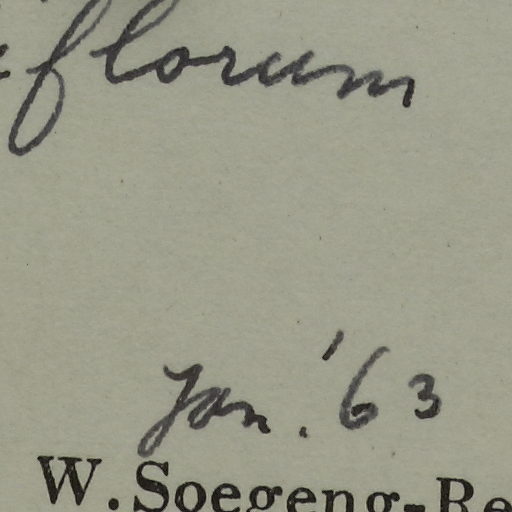 florum
Jan. '63
W. Soegeng-Re